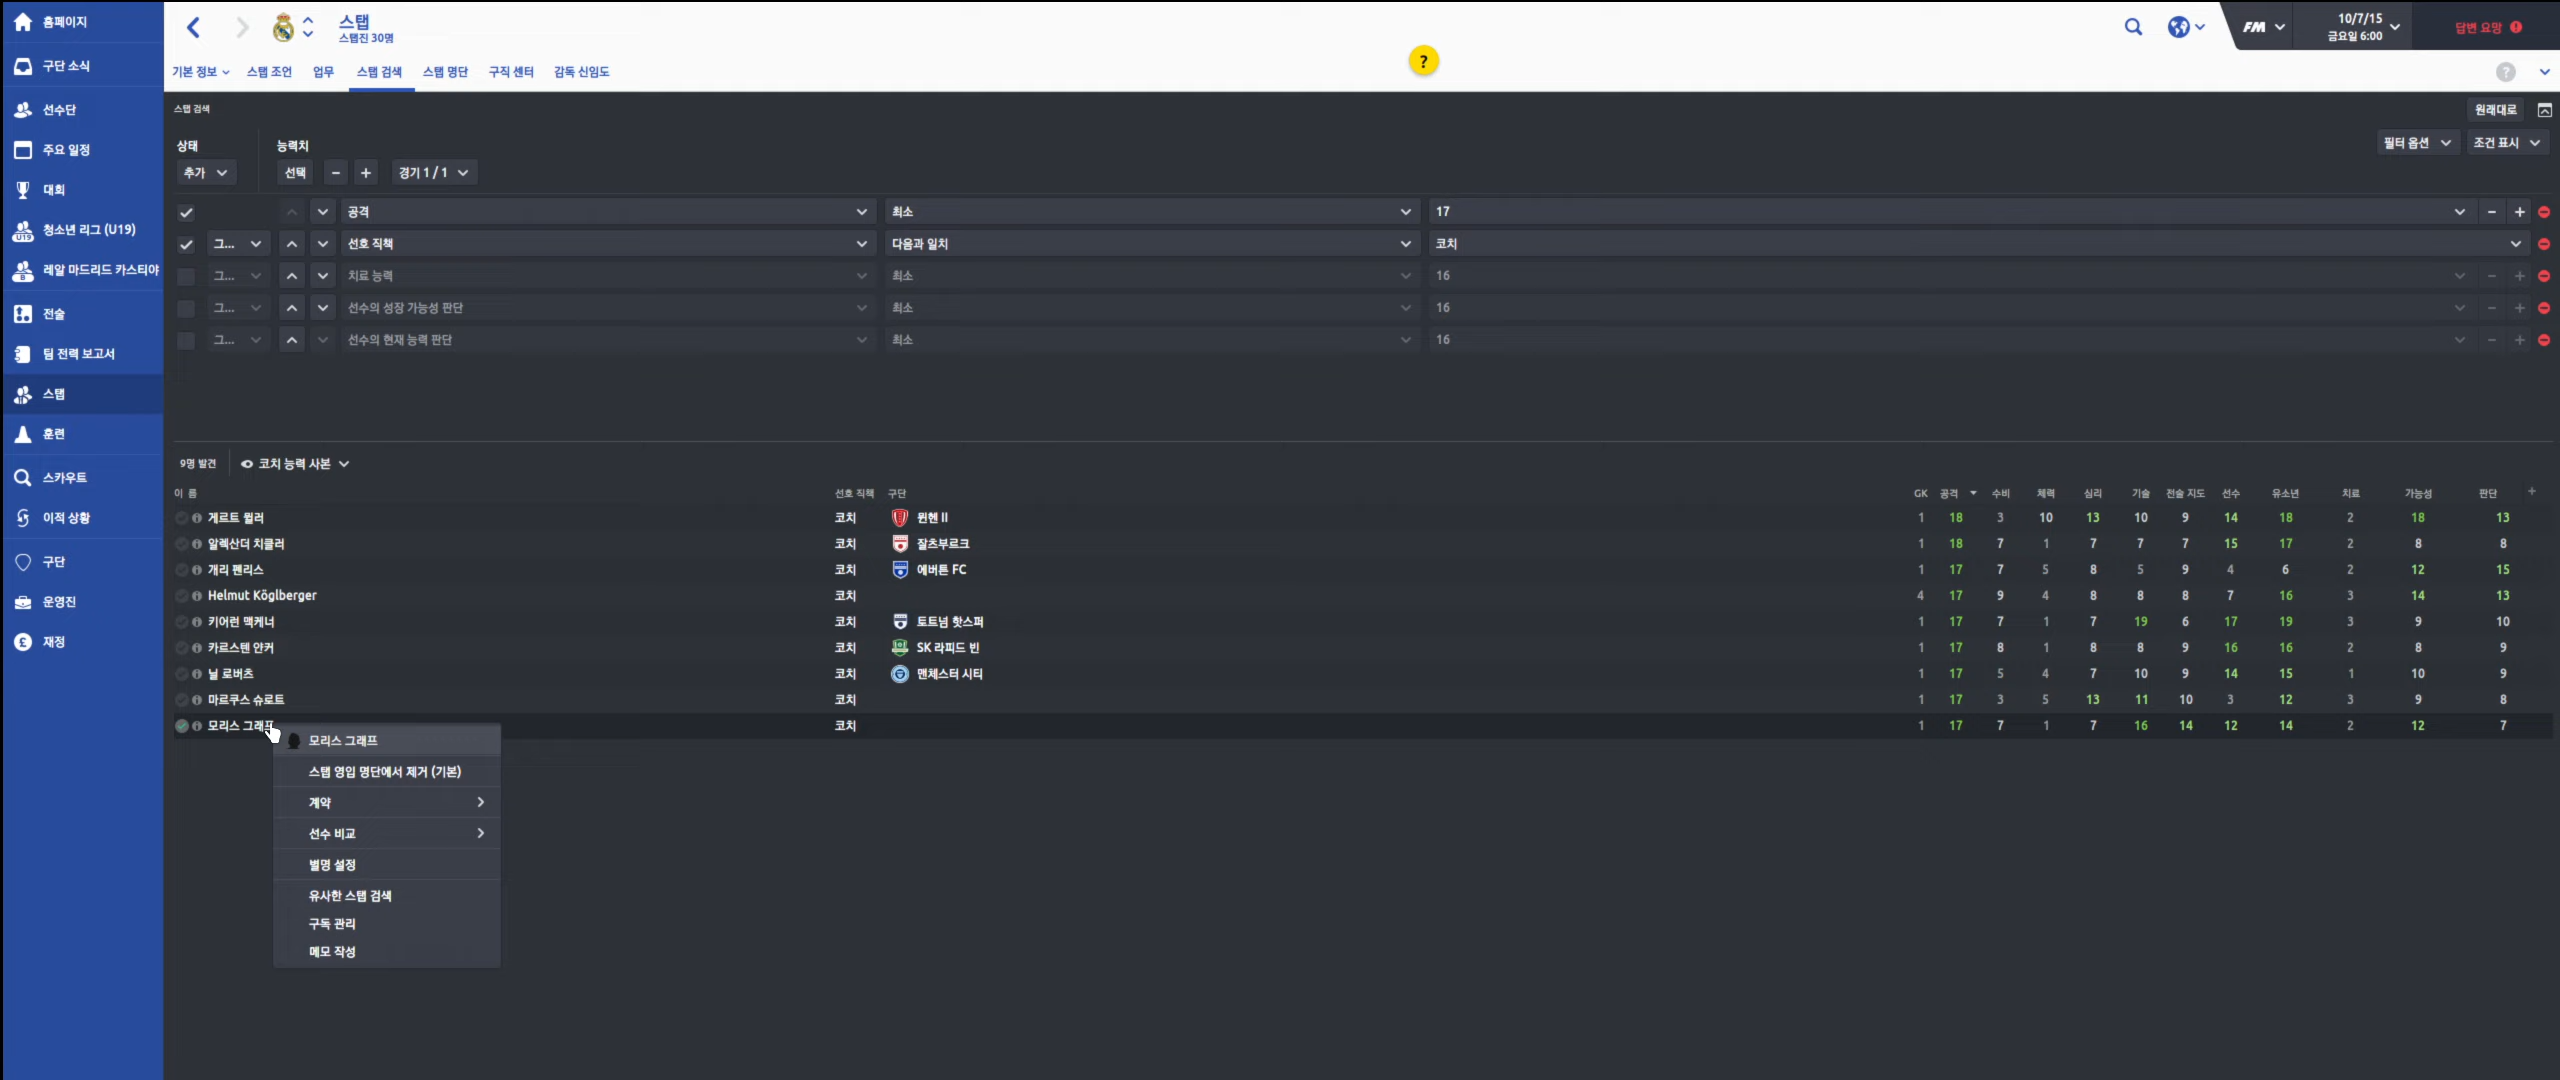 홈페이지
구단 소식
선수단
주요 일정
대회
청소년 리그 (U19)
레알 마드리드 카스티야
전술
팀 전력 보고서
스탭
훈련
스카우트
이적 상황
구단
운영진
재정
스탭
스탭진 30명
FM
10/7/15
금요일 6:00
답변 요망
기본 정보 스탭 조언 업무 스탭 검색 스탭 명단 구직 센터 감독 신임도
?
?
스탭 검색
원래대로
상태 능력치
필터 옵션 조건 표시
추가 선택 - + 경기 1 / 1
공격 최소 17 - +
그... 선호 직책 다음과 일치 코치
그... 치료 능력 최소 16 - +
그... 선수의 성장 가능성 판단 최소 16 - +
그... 선수의 현재 능력 판단 최소 16 - +
9명 발견 코치 능력 사본
이 름 선호 직책 구단 GK 공격 수비 체력 심리 기술 전술 지도 선수 유소년 치료 가능성 판단 +
게르트 뮐러 코치 뮌헨 II 1 18 3 10 13 10 9 14 18 2 18 13
알렉산더 치클러 코치 잘츠부르크 1 18 7 1 7 7 7 15 17 2 8 8
개리 펜리스 코치 에버튼 FC 1 17 7 5 8 5 9 4 6 2 12 15
Helmut Köglberger 코치 4 17 9 4 8 8 8 7 16 3 14 13
키어런 맥케너 코치 토트넘 핫스퍼 1 17 7 1 7 19 6 17 19 3 9 10
카르스텐 얀커 코치 SK 라피드 빈 1 17 8 1 8 8 9 16 16 2 8 9
닐 로버츠 코치 맨체스터 시티 1 17 5 4 7 10 9 14 15 1 10 9
마르쿠스 슈로트 코치 1 17 3 5 13 11 10 3 12 3 9 8
모리스 그래프 코치 1 17 7 1 7 16 14 12 14 2 12 7
모리스 그래프
스탭 영입 명단에서 제거 (기본)
계약
선수 비교
별명 설정
유사한 스탭 검색
구독 관리
메모 작성